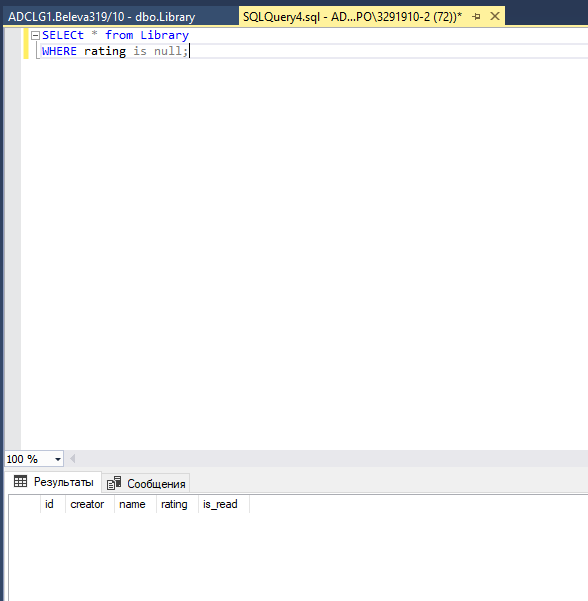 ADCLG1.Beleva319/10 - dbo.Library
SQLQuery4.sql - AD...PO\3291910-2 (72))*
SELECt * from Library
WHERE rating is null;
100 %
Результаты
Сообщения
id creator name rating is_read